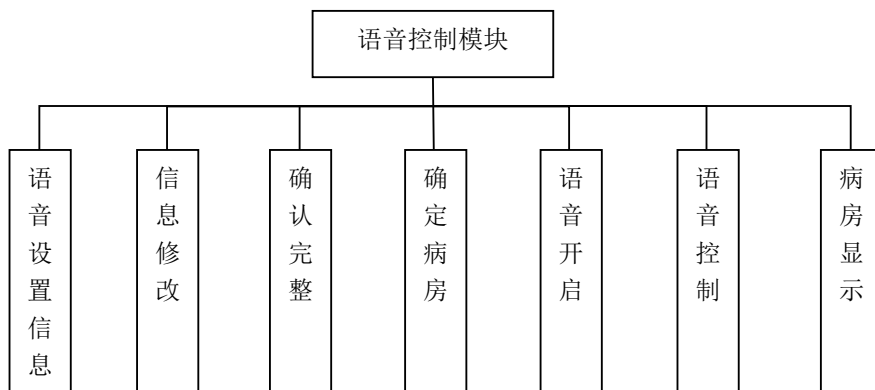 语音控制模块
语音设置信息
信息修改
确认完整
确定病房
语音开启
语音控制
病房显示